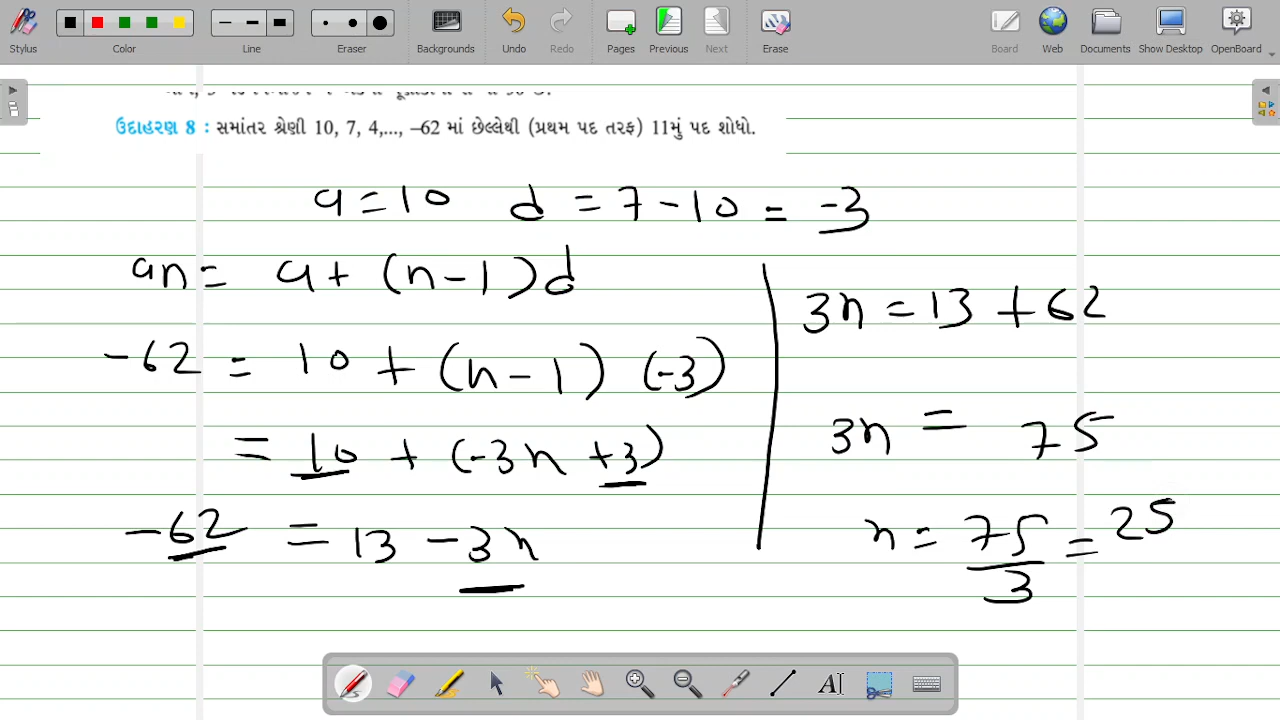 Stylus Color Line Eraser Backgrounds Undo Redo Pages Previous Next Erase Board Web Documents Show Desktop OpenBoard
ઉદાહરણ 8 : સમાંતર શ્રેણી 10, 7, 4,..., –62 માં છેલ્લેથી (પ્રથમ પદ તરફ) 11મું પદ શોધો.
a = 10 d = 7 - 10 = -3
an = a + (n - 1)d
-62 = 10 + (n - 1) (-3)
= 10 + (-3n + 3)
-62 = 13 - 3n
3n = 13 + 62
3n = 75
n = 75/3 = 25